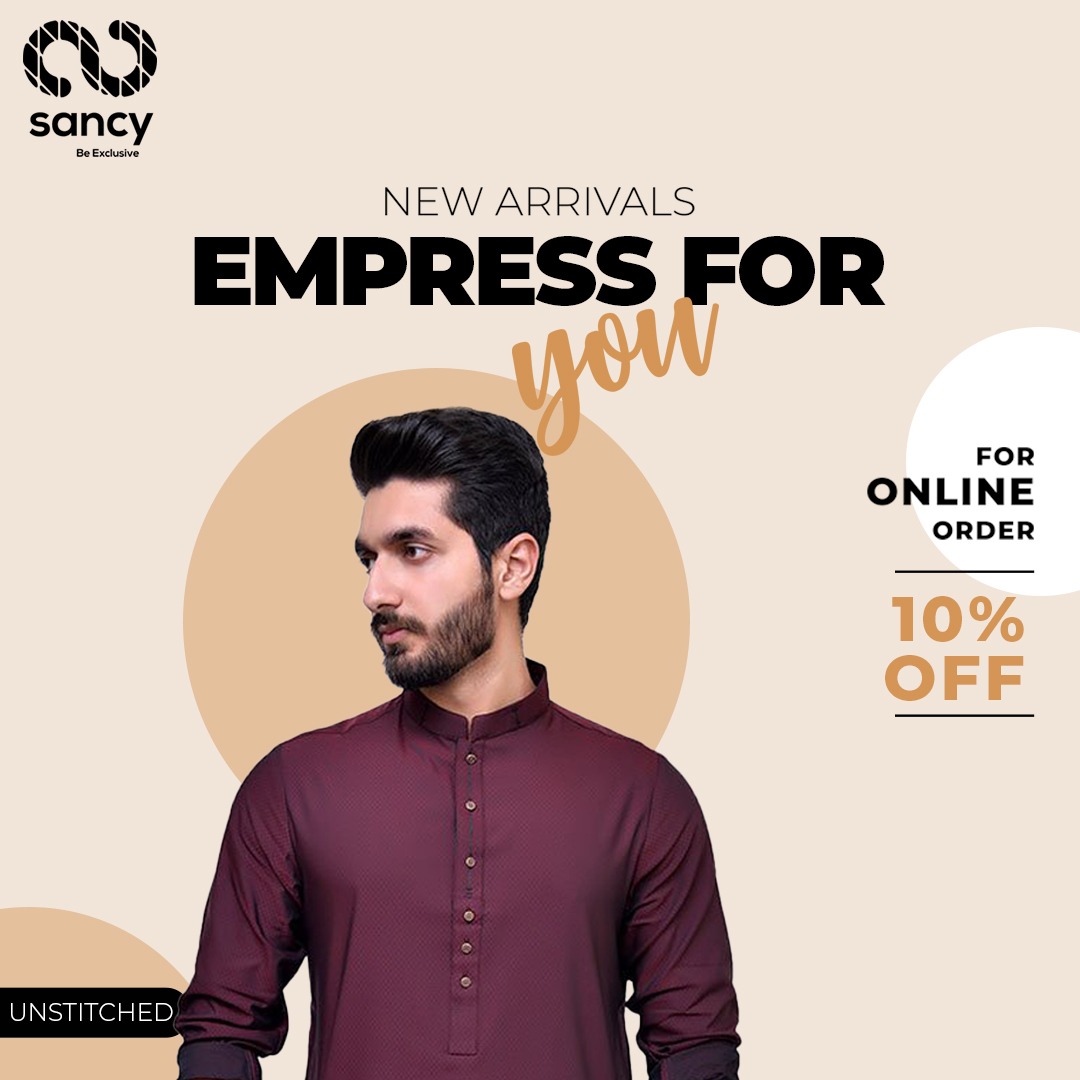 sancy
Be Exclusive
NEW ARRIVALS
EMPRESS FOR
you
FOR
ONLINE
ORDER
10%
OFF
UNSTITCHED